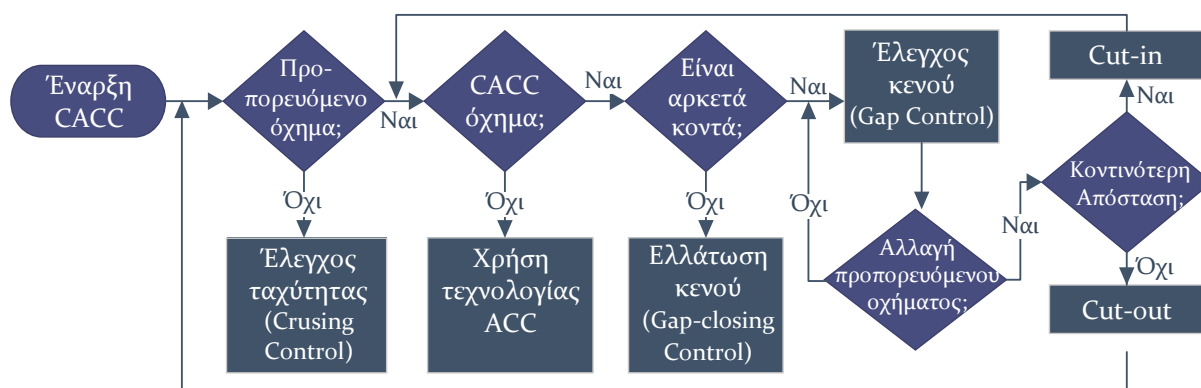 Έναρξη
CACC
Προ-
πορευόμενο
όχημα;
Ναι
CACC
όχημα;
Ναι
Είναι
αρκετά
κοντά;
Ναι
Έλεγχος
κενού
(Gap Control)
Cut-in
Ναι
Κοντινότερη
Απόσταση;
Όχι
Όχι
Όχι
Όχι
Ναι
Όχι
Έλεγχος
ταχύτητας
(Crusing
Control)
Χρήση
τεχνολογίας
ACC
Ελλάτωση
κενού
(Gap-closing
Control)
Αλλαγή
προπορευόμενου
οχήματος;
Cut-out